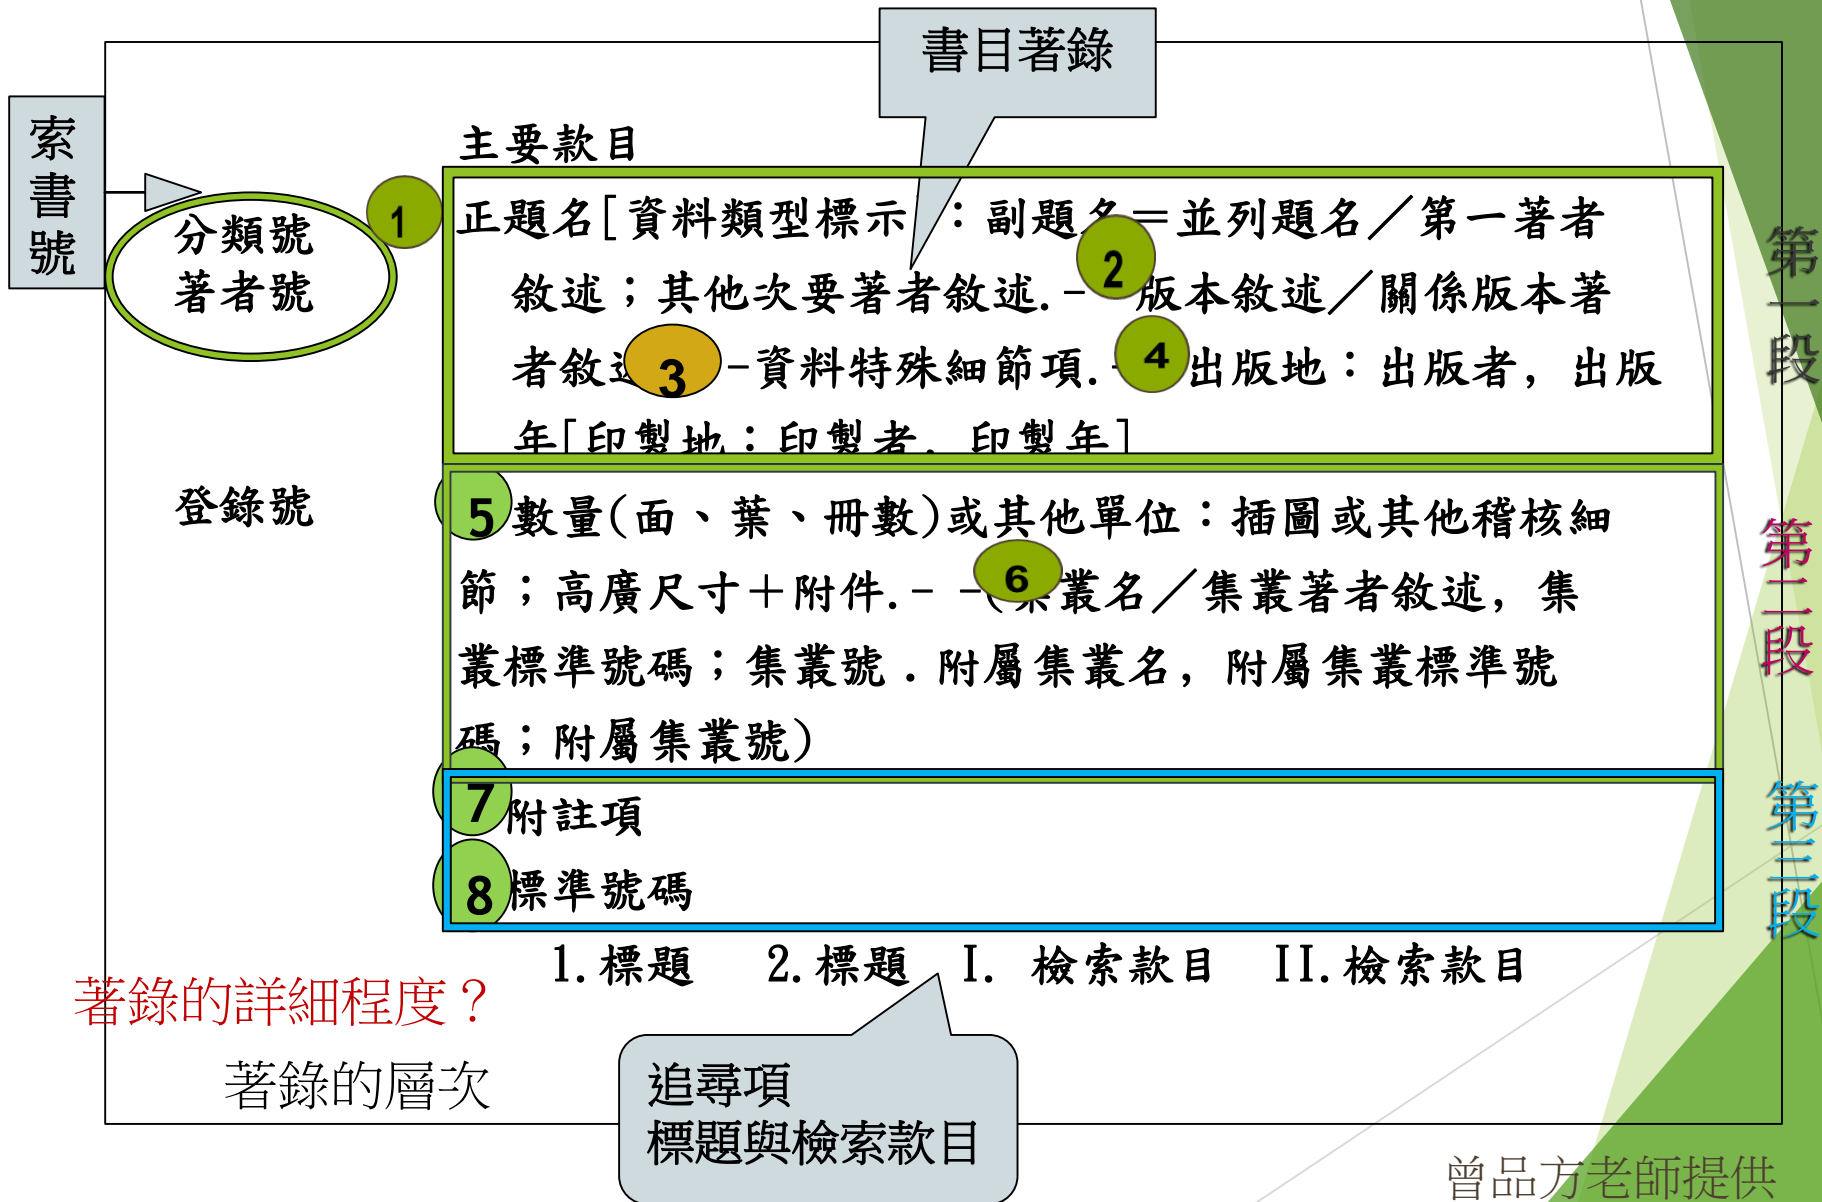 書目著錄
索書號
主要款目
分類號
著者號
1 正題名[資料類型標示 :副題名=並列題名/第一著者
敘述;其他次要著者敘述.- 2 版本敘述/關係版本著
者敘述 3 -資料特殊細節項.- 4 出版地:出版者,出版
年[印製地:印製者,印製年]
登錄號
5 數量(面、葉、冊數)或其他單位:插圖或其他稽核細
節;高廣尺寸+附件.- -6(集叢名/集叢著者敘述,集
叢標準號碼;集叢號.附屬集叢名,附屬集叢標準號
碼;附屬集叢號)
7 附註項
8 標準號碼
1.標題 2.標題 I. 檢索款目 II.檢索款目
第一段
第二段
第三段
著錄的詳細程度?
著錄的層次
追尋項
標題與檢索款目
曾品方老師提供